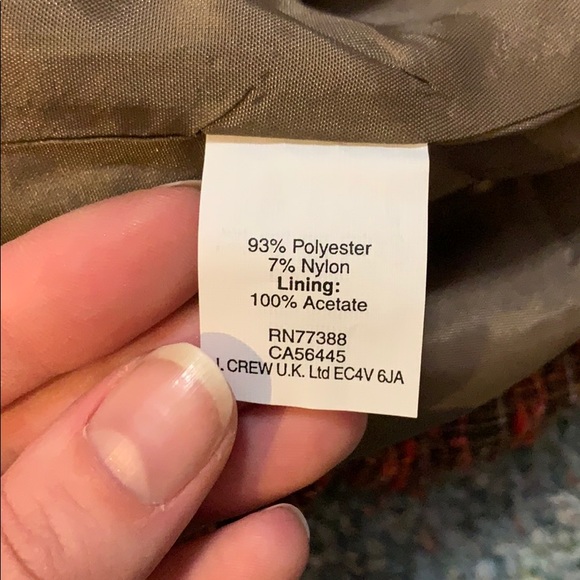 93% Polyester
7% Nylon
Lining:
100% Acetate
RN77388
CA56445
J. CREW U.K. Ltd EC4V 6JA